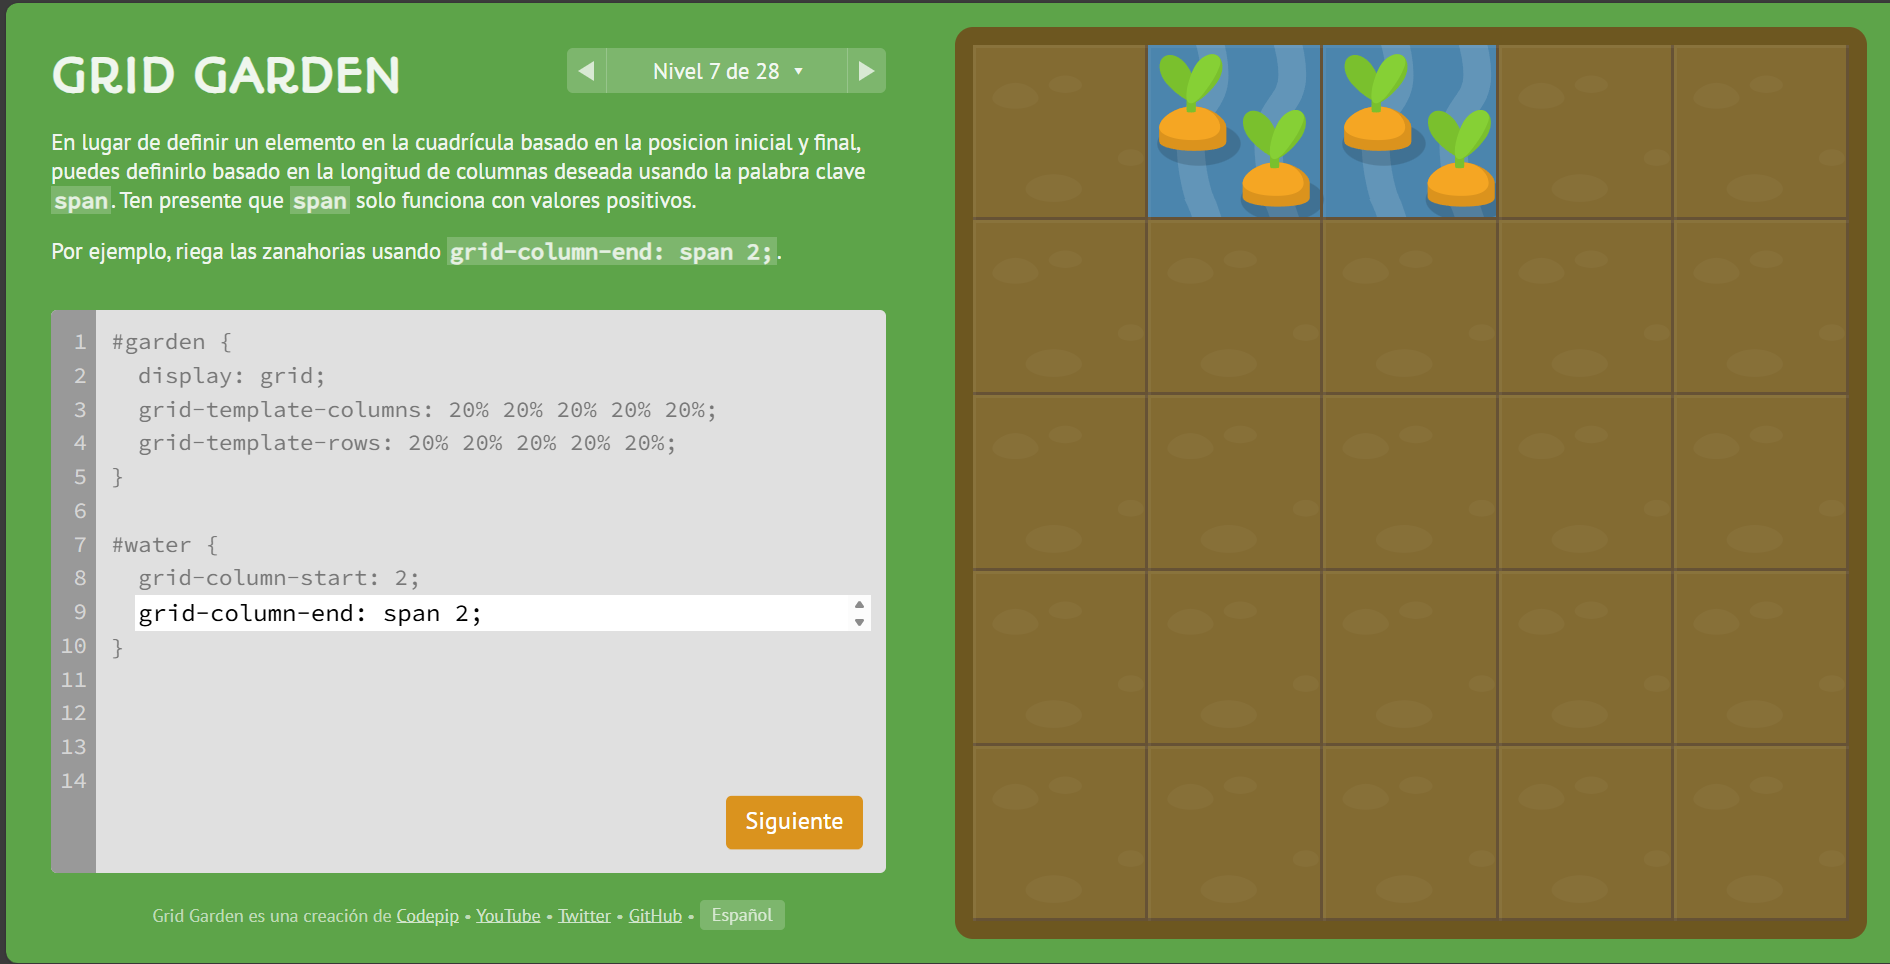 GRID GARDEN
Nivel 7 de 28
En lugar de definir un elemento en la cuadrícula basado en la posicion inicial y final,
puedes definirlo basado en la longitud de columnas deseada usando la palabra clave
span. Ten presente que span solo funciona con valores positivos.
Por ejemplo, riega las zanahorias usando grid-column-end: span 2;.
1 #garden {
2 display: grid;
3 grid-template-columns: 20% 20% 20% 20% 20%;
4 grid-template-rows: 20% 20% 20% 20% 20%;
5 }
6
7 #water {
8 grid-column-start: 2;
9 grid-column-end: span 2;
10 }
11
12
13
14
Siguiente
Grid Garden es una creación de Codepip • YouTube • Twitter • GitHub • Español